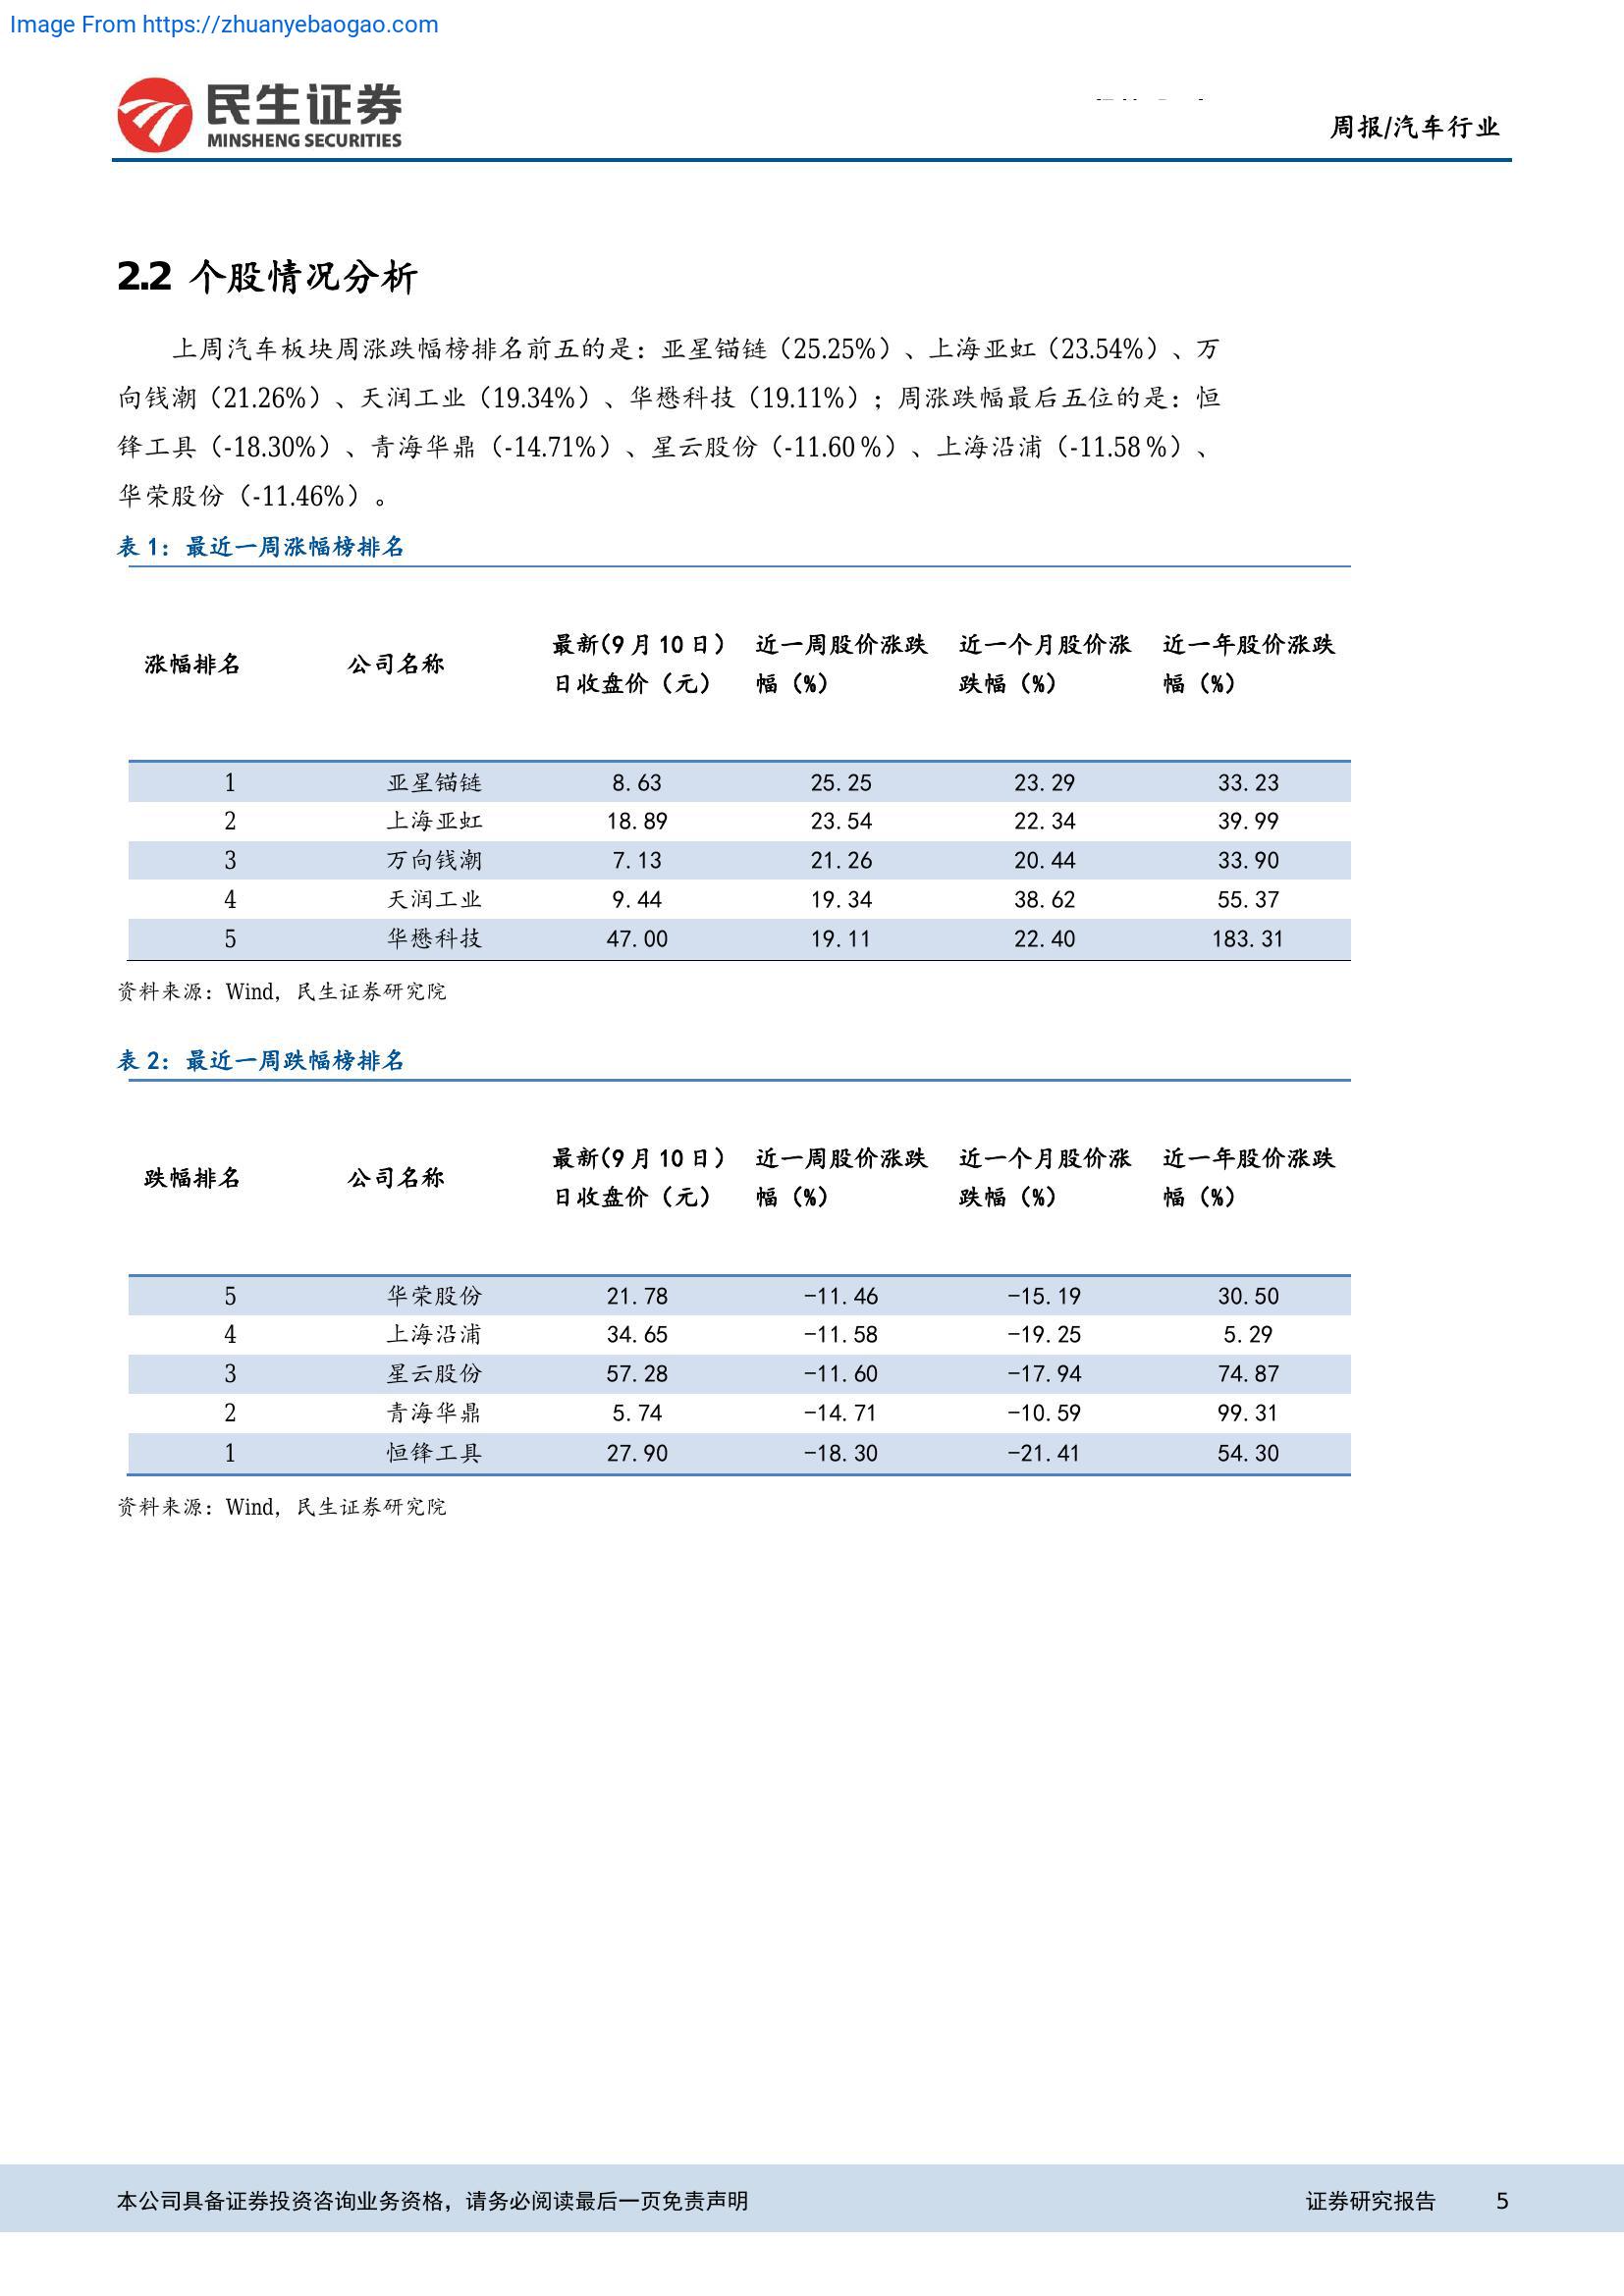 Image From https://zhuanyebaogao.com
民生证券
MINSHENG SECURITIES
周报/汽车行业
2.2 个股情况分析
上周汽车板块周涨跌幅榜排名前五的是：亚星锚链（25.25%）、上海亚虹（23.54%）、万
向钱潮（21.26%）、天润工业（19.34%）、华懋科技（19.11%）；周涨跌幅最后五位的是：恒
锋工具（-18.30%）、青海华鼎（-14.71%）、星云股份（-11.60%）、上海沿浦（-11.58%）、
华荣股份（-11.46%）。
表 1：最近一周涨幅榜排名
涨幅排名 公司名称 最新(9 月 10 日) 日收盘价（元） 近一周股价涨跌幅（%） 近一个月股价涨跌幅（%） 近一年股价涨跌幅（%）
1 亚星锚链 8.63 25.25 23.29 33.23
2 上海亚虹 18.89 23.54 22.34 39.99
3 万向钱潮 7.13 21.26 20.44 33.90
4 天润工业 9.44 19.34 38.62 55.37
5 华懋科技 47.00 19.11 22.40 183.31
资料来源：Wind，民生证券研究院
表 2：最近一周跌幅榜排名
跌幅排名 公司名称 最新(9 月 10 日) 日收盘价（元） 近一周股价涨跌幅（%） 近一个月股价涨跌幅（%） 近一年股价涨跌幅（%）
5 华荣股份 21.78 -11.46 -15.19 30.50
4 上海沿浦 34.65 -11.58 -19.25 5.29
3 星云股份 57.28 -11.60 -17.94 74.87
2 青海华鼎 5.74 -14.71 -10.59 99.31
1 恒锋工具 27.90 -18.30 -21.41 54.30
资料来源：Wind，民生证券研究院
本公司具备证券投资咨询业务资格，请务必阅读最后一页免责声明 证券研究报告 5